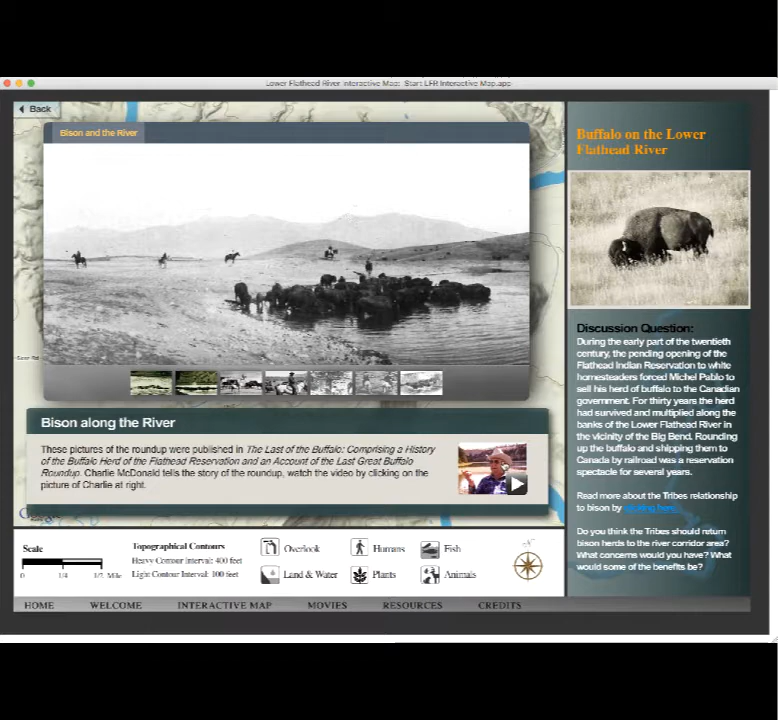 Lower Flathead River Interactive Map: Start LFR Interactive Map.app
Back
Bison and the River
Bison along the River
These pictures of the roundup were published in The Last of the Buffalo: Comprising a History
of the Buffalo Herd of the Flathead Reservation and an Account of the Last Great Buffalo
Roundup. Charlie McDonald tells the story of the roundup, watch the video by clicking on the
picture of Charlie at right.
Buffalo on the Lower
Flathead River
Discussion Question:
During the early part of the twentieth
century, the pending opening of the
Flathead Indian Reservation to white
homesteaders forced Michel Pablo to
sell his herd of buffalo to the Canadian
government. For thirty years the herd
had survived and multiplied along the
banks of the Lower Flathead River in
the vicinity of the Big Bend. Rounding
up the buffalo and shipping them to
Canada by railroad was a reservation
spectacle for several years.
Read more about the Tribes relationship
to bison by clicking here.
Do you think the Tribes should return
bison herds to the river corridor area?
What concerns would you have? What
would some of the benefits be?
Scale
0 1/4 1/2 Mile
Topographical Contours
Heavy Contour Interval: 400 feet
Light Contour Interval: 100 feet
Overlook
Humans
Fish
Land & Water
Plants
Animals
N
HOME WELCOME INTERACTIVE MAP MOVIES RESOURCES CREDITS